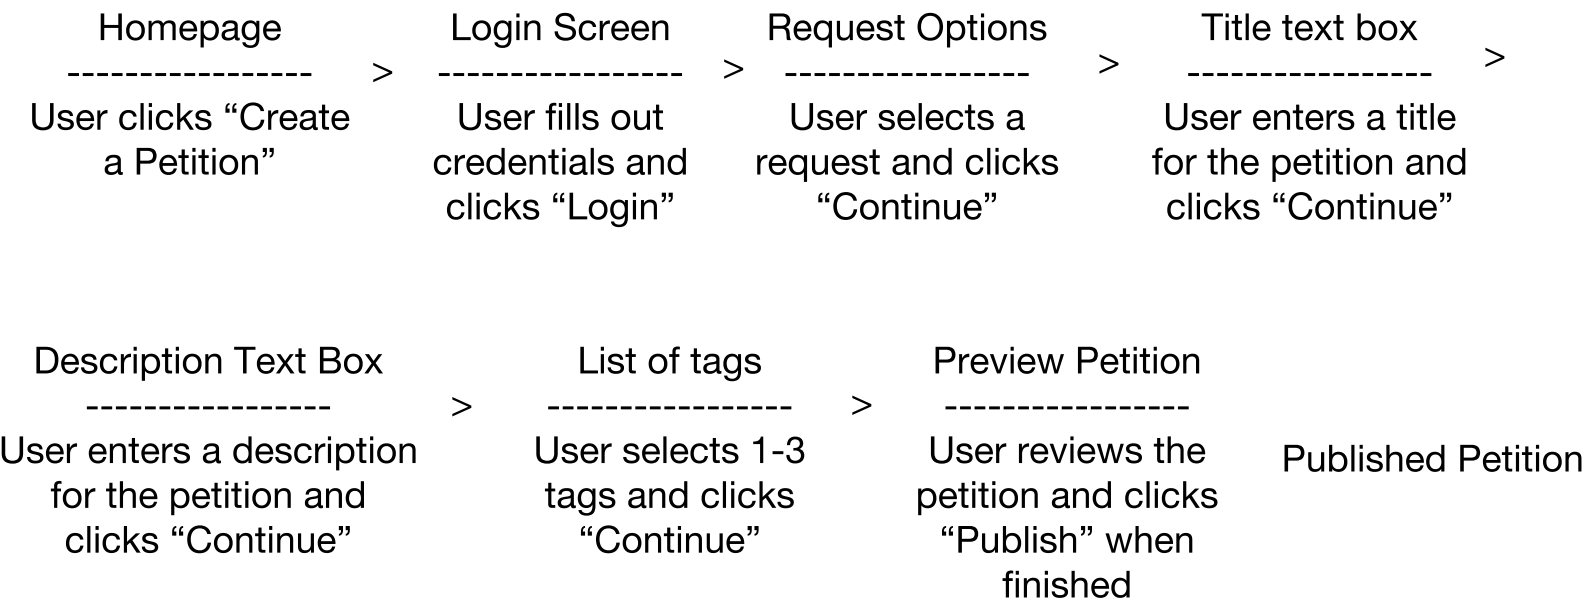 Homepage
-----------------
User clicks “Create
a Petition”
>
Login Screen
-----------------
User fills out
credentials and
clicks “Login”
>
Request Options
-----------------
User selects a
request and clicks
“Continue”
>
Title text box
-----------------
User enters a title
for the petition and
clicks “Continue”
>
Description Text Box
-----------------
User enters a description
for the petition and
clicks “Continue”
>
List of tags
-----------------
User selects 1-3
tags and clicks
“Continue”
>
Preview Petition
-----------------
User reviews the
petition and clicks
“Publish” when
finished
Published Petition